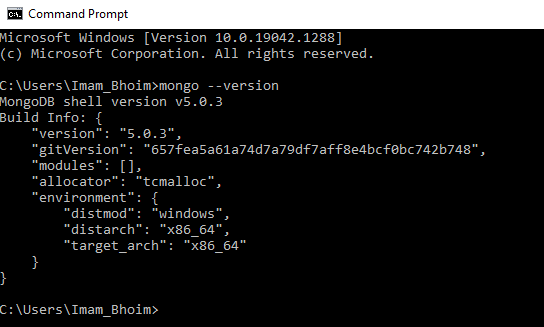 Command Prompt
Microsoft Windows [Version 10.0.19042.1288]
(c) Microsoft Corporation. All rights reserved.
C:\Users\Imam_Bhoim>mongo --version
MongoDB shell version v5.0.3
Build Info: {
    "version": "5.0.3",
    "gitVersion": "657fea5a61a74d7a79df7aff8e4bcf0bc742b748",
    "modules": [],
    "allocator": "tcmalloc",
    "environment": {
        "distmod": "windows",
        "distarch": "x86_64",
        "target_arch": "x86_64"
    }
}
C:\Users\Imam_Bhoim>